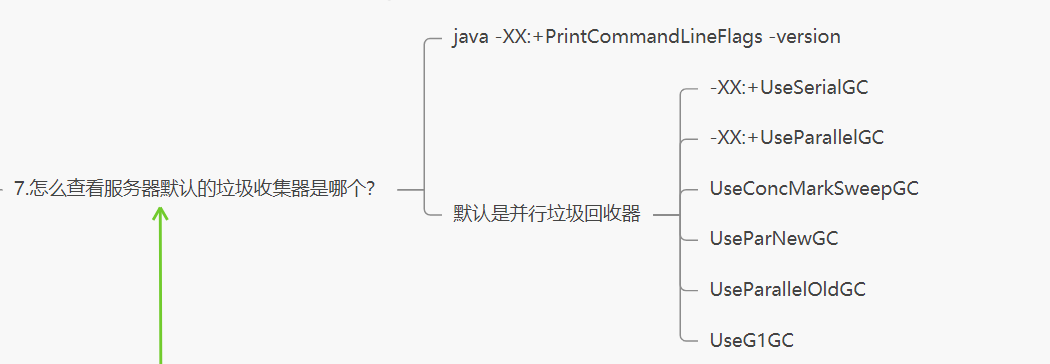 java -XX:+PrintCommandLineFlags -version
-XX:+UseSerialGC
-XX:+UseParallelGC
7.怎么查看服务器默认的垃圾收集器是哪个?
UseConcMarkSweepGC
默认是并行垃圾回收器
UseParNewGC
UseParallelOldGC
UseG1GC